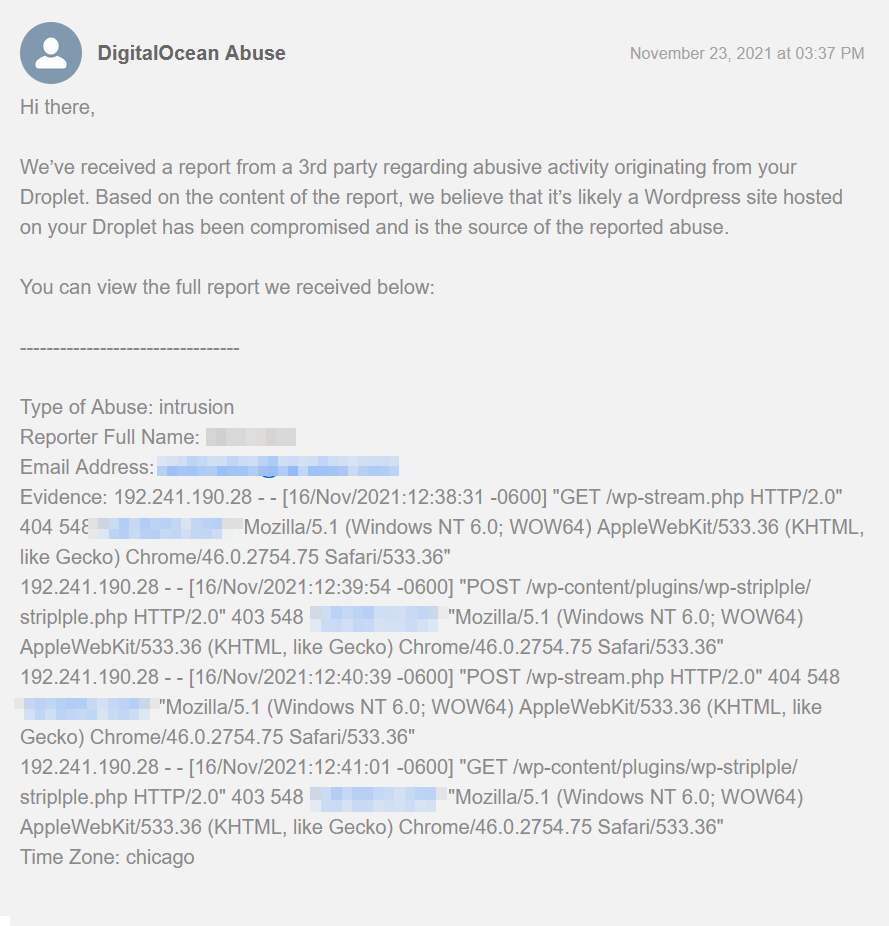 DigitalOcean Abuse
November 23, 2021 at 03:37 PM
Hi there,
We’ve received a report from a 3rd party regarding abusive activity originating from your
Droplet. Based on the content of the report, we believe that it’s likely a Wordpress site hosted
on your Droplet has been compromised and is the source of the reported abuse.
You can view the full report we received below:
---------------------------------
Type of Abuse: intrusion
Reporter Full Name:
Email Address:
Evidence: 192.241.190.28 - - [16/Nov/2021:12:38:31 -0600] "GET /wp-stream.php HTTP/2.0"
404 548 Mozilla/5.1 (Windows NT 6.0; WOW64) AppleWebKit/533.36 (KHTML,
like Gecko) Chrome/46.0.2754.75 Safari/533.36"
192.241.190.28 - - [16/Nov/2021:12:39:54 -0600] "POST /wp-content/plugins/wp-striplple/
striplple.php HTTP/2.0" 403 548 "Mozilla/5.1 (Windows NT 6.0; WOW64)
AppleWebKit/533.36 (KHTML, like Gecko) Chrome/46.0.2754.75 Safari/533.36"
192.241.190.28 - - [16/Nov/2021:12:40:39 -0600] "POST /wp-stream.php HTTP/2.0" 404 548
"Mozilla/5.1 (Windows NT 6.0; WOW64) AppleWebKit/533.36 (KHTML, like
Gecko) Chrome/46.0.2754.75 Safari/533.36"
192.241.190.28 - - [16/Nov/2021:12:41:01 -0600] "GET /wp-content/plugins/wp-striplple/
striplple.php HTTP/2.0" 403 548 "Mozilla/5.1 (Windows NT 6.0; WOW64)
AppleWebKit/533.36 (KHTML, like Gecko) Chrome/46.0.2754.75 Safari/533.36"
Time Zone: chicago